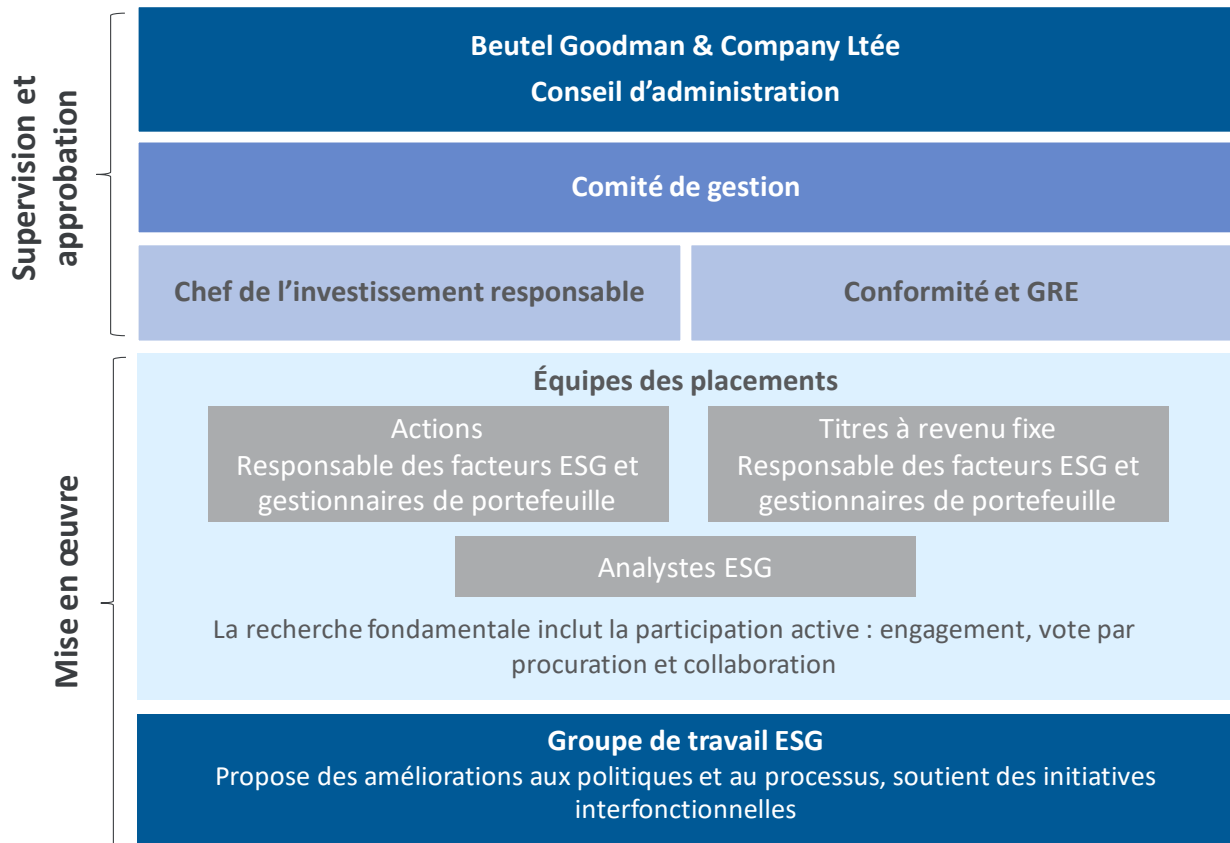 Supervision et
approbation
Beutel Goodman & Company Ltée
Conseil d’administration
Comité de gestion
Chef de l’investissement responsable
Conformité et GRE
Mise en œuvre
Équipes des placements
Actions
Responsable des facteurs ESG et
gestionnaires de portefeuille
Titres à revenu fixe
Responsable des facteurs ESG et
gestionnaires de portefeuille
Analystes ESG
La recherche fondamentale inclut la participation active : engagement, vote par
procuration et collaboration
Groupe de travail ESG
Propose des améliorations aux politiques et au processus, soutient des initiatives
interfonctionnelles